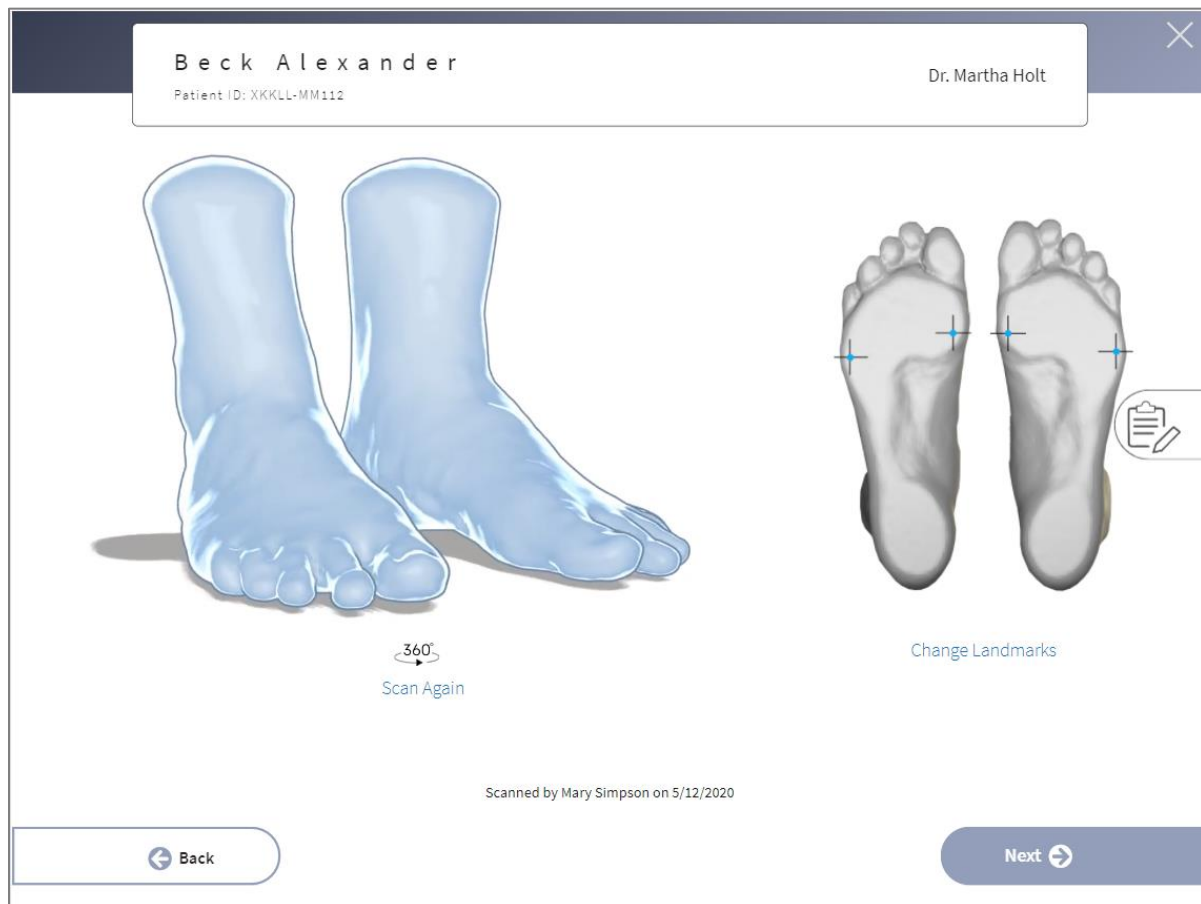 Beck Alexander
Patient ID: XKKLL-MM112
Dr. Martha Holt
360°
Scan Again
Change Landmarks
Scanned by Mary Simpson on 5/12/2020
Back
Next